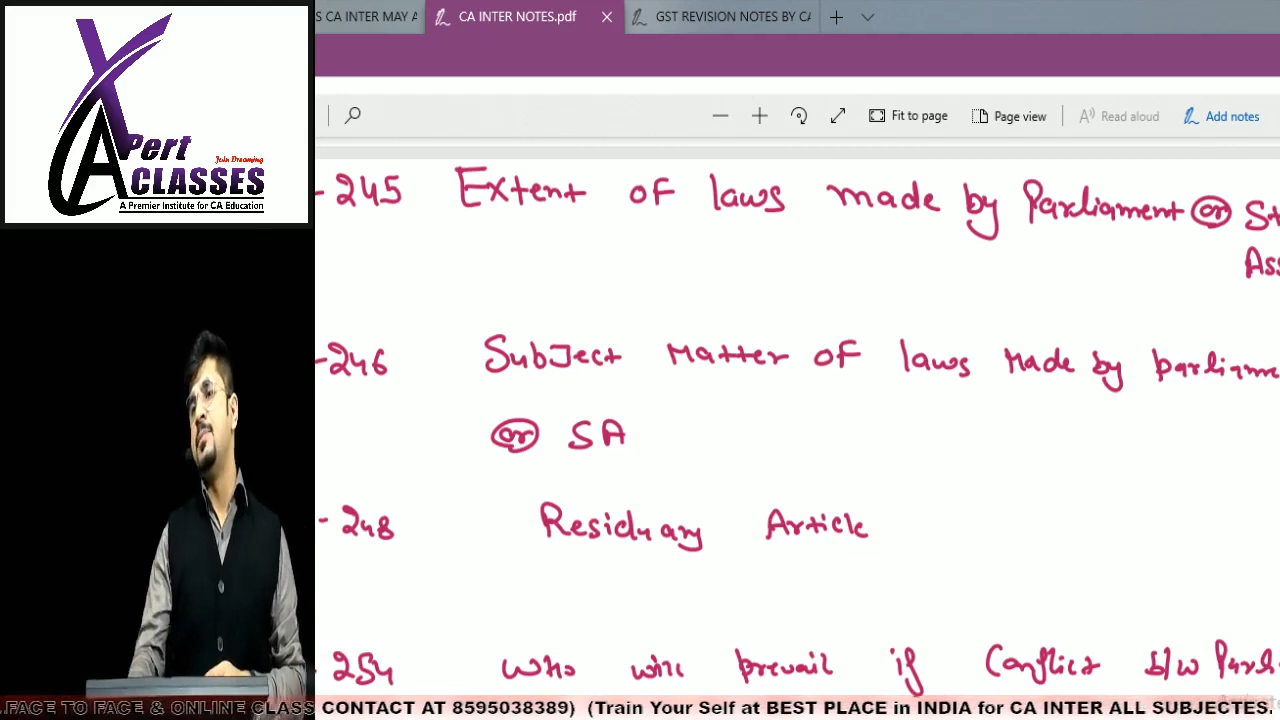 S CA INTER MAY A
CA INTER NOTES.pdf
GST REVISION NOTES BY CA
Fit to page
Page view
Read aloud
Add notes
XPert
Join Dreaming
CA CLASSES
A Premier Institute for CA Education
-245 Extent of laws made by Parliament or St
Ass
-246 Subject Matter of laws Made by parliame
or SA
-248 Residuary Article
-254 who will prevail if Conflict b/w Parli
..FACE TO FACE & ONLINE CLASS CONTACT AT 8595038389) (Train Your Self at BEST PLACE in INDIA for CA INTER ALL SUBJECTES.